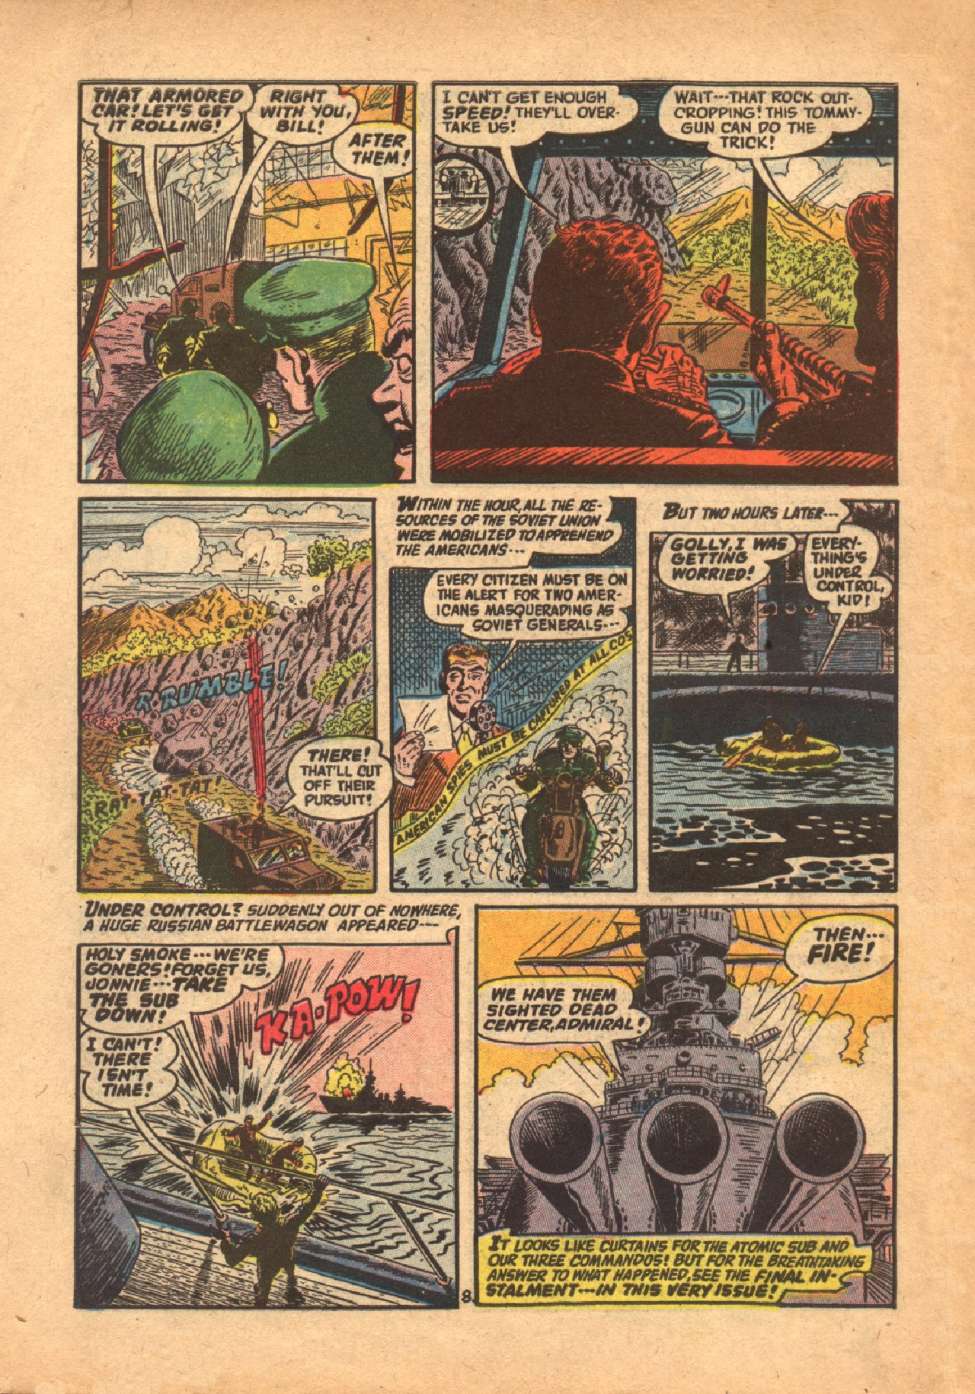 THAT ARMORED
CAR! LET'S GET
IT ROLLING!
RIGHT
WITH YOU,
BILL!
AFTER
THEM!
I CAN'T GET ENOUGH
SPEED! THEY'LL OVER-
TAKE US!
WAIT---THAT ROCK OUT-
CROPPING! THIS TOMMY-
GUN CAN DO THE
TRICK!
R-RUMBLE!
RAT-TAT-TAT!
THERE!
THAT'LL CUT
OFF THEIR
PURSUIT!
WITHIN THE HOUR, ALL THE RE-
SOURCES OF THE SOVIET UNION
WERE MOBILIZED TO APPREHEND
THE AMERICANS---
EVERY CITIZEN MUST BE ON
THE ALERT FOR TWO AMER-
ICANS MASQUERADING AS
SOVIET GENERALS---
AMERICAN SPIES MUST BE CAPTURED AT ALL COS
BUT TWO HOURS LATER---
GOLLY, I WAS
GETTING
WORRIED!
EVERY-
THING'S
UNDER
CONTROL,
KID!
UNDER CONTROL? SUDDENLY OUT OF NOWHERE,
A HUGE RUSSIAN BATTLEWAGON APPEARED---
HOLY SMOKE---WE'RE
GONERS! FORGET US,
JONNIE---TAKE
THE SUB
DOWN!
I CAN'T!
THERE
ISN'T
TIME!
KA-POW!
WE HAVE THEM
SIGHTED DEAD
CENTER, ADMIRAL!
THEN---
FIRE!
IT LOOKS LIKE CURTAINS FOR THE ATOMIC SUB AND
OUR THREE COMMANDOS! BUT FOR THE BREATHTAKING
ANSWER TO WHAT HAPPENED, SEE THE FINAL IN-
STALMENT---IN THIS VERY ISSUE!
8